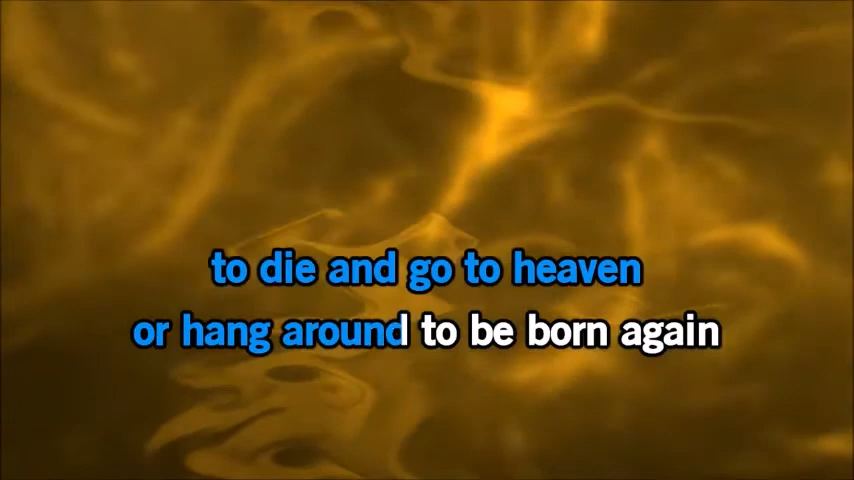 to die and go to heaven
or hang around to be born again